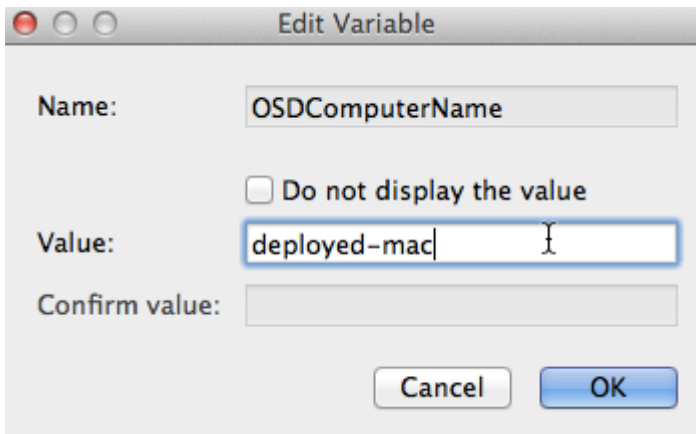 Edit Variable
Name: OSDComputerName
Do not display the value
Value: deployed-mac
Confirm value:
Cancel OK